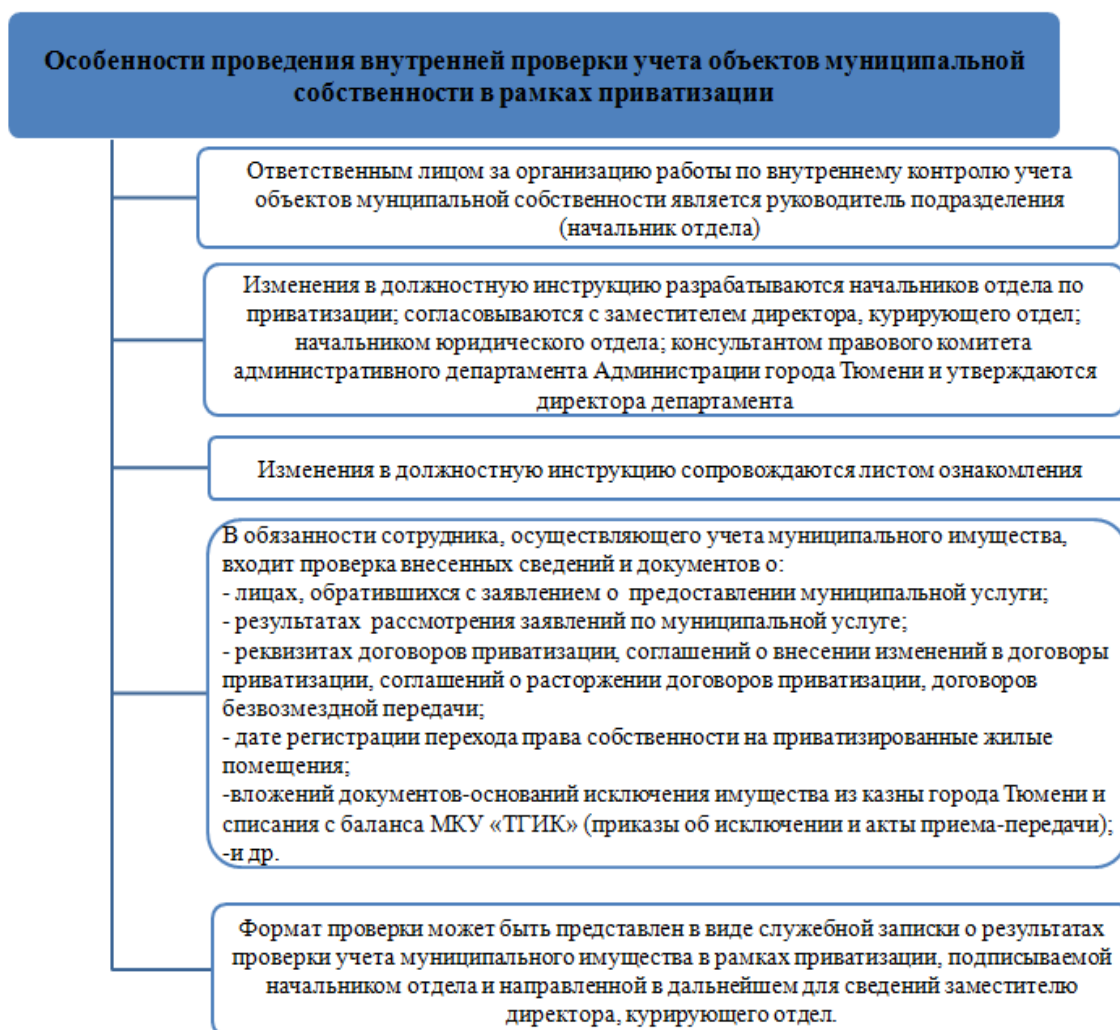 Особенности проведения внутренней проверки учета объектов муниципальной
собственности в рамках приватизации
Ответственным лицом за организацию работы по внутреннему контролю учета
объектов мунципальной собственности является руководитель подразделения
(начальник отдела)
Изменения в должностную инструкцию разрабатываются начальников отдела по
приватизации; согласовываются с заместителем директора, курирующего отдел;
начальником юридического отдела; консультантом правового комитета
административного департамента Администрации города Тюмени и утверждаются
директора департамента
Изменения в должностную инструкцию сопровождаются листом ознакомления
В обязанности сотрудника, осуществляющего учета муниципального имущества,
входит проверка внесенных сведений и документов о:
- лицах, обратившихся с заявлением о предоставлении муниципальной услуги;
- результатах рассмотрения заявлений по муниципальной услуге;
- реквизитах договоров приватизации, соглашений о внесении изменений в договоры
приватизации, соглашений о расторжении договоров приватизации, договоров
безвозмездной передачи;
- дате регистрации перехода права собственности на приватизированные жилые
помещения;
-вложений документов-оснований исключения имущества из казны города Тюмени и
списания с баланса МКУ «ТГИК» (приказы об исключении и акты приема-передачи);
-и др.
Формат проверки может быть представлен в виде служебной записки о результатах
проверки учета муниципального имущества в рамках приватизации, подписываемой
начальником отдела и направленной в дальнейшем для сведений заместителю
директора, курирующего отдел.